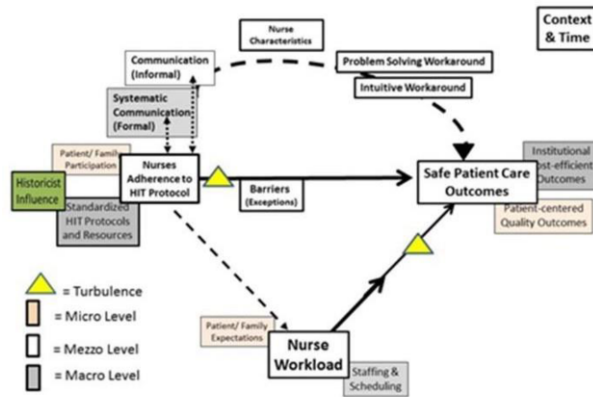 Context
& Time
Nurse
Characteristics
Communication
(Informal)
Problem Solving Workaround
Intuitive Workaround
Systematic
Communication
(Formal)
Patient/ Family
Participation
Nurses
Adherence to
HIT Protocol
Historicist
Influence
Standardized
HIT Protocols
and Resources
Barriers
(Exceptions)
Safe Patient Care
Outcomes
Institutional
ost-efficient
Outcomes
Patient-centered
Quality Outcomes
= Turbulence
= Micro Level
= Mezzo Level
= Macro Level
Patient/ Family
Expectations
Nurse
Workload
Staffing &
Scheduling